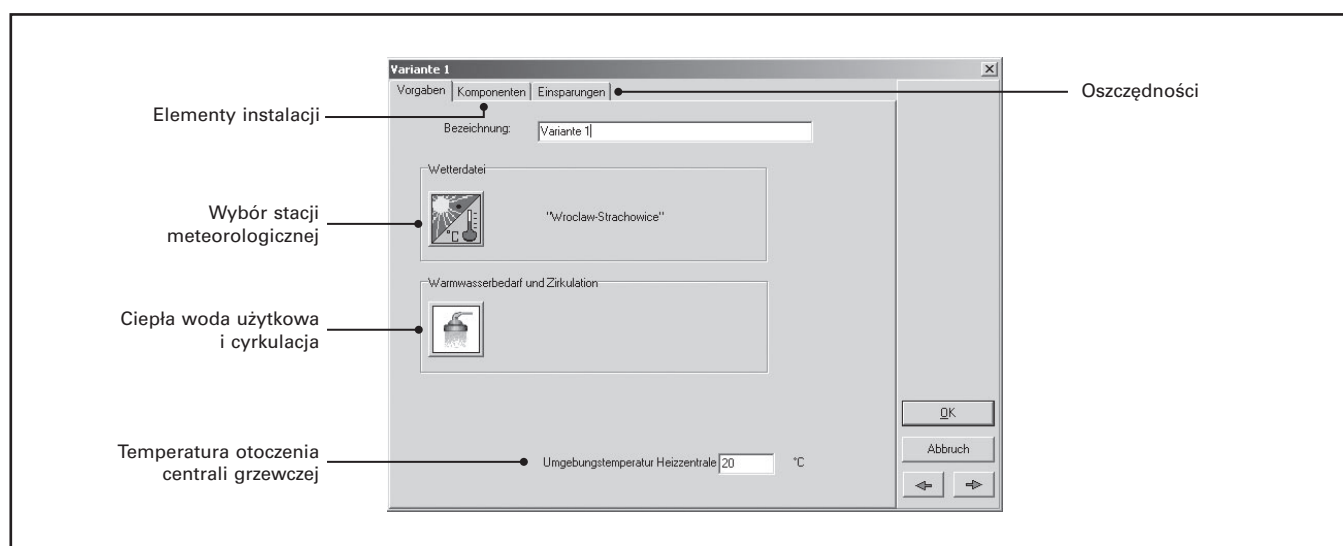 Variante 1
Vorgaben Komponenten Einsparungen
Oszczędności
Elementy instalacji
Bezeichnung: Variante 1
Wetterdatei
Wybór stacji
meteorologicznej
°C
"Wroclaw-Strachowice"
Warmwasserbedarf und Zirkulation
Ciepła woda użytkowa
i cyrkulacja
OK
Abbruch
Temperatura otoczenia
centrali grzewczej
Umgebungstemperatur Heizzentrale 20 °C